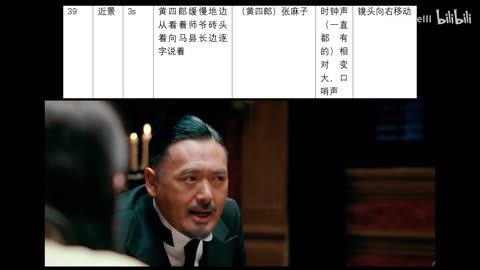 39
近景
3s
黄四郎缓慢地边
从看着师爷砖头
看向马县长边逐
字说着
（黄四郎）张麻子
时钟声
（一直
都 有
的）相
对 变
大、口
哨声
镜头向右移动
elll
bilibili